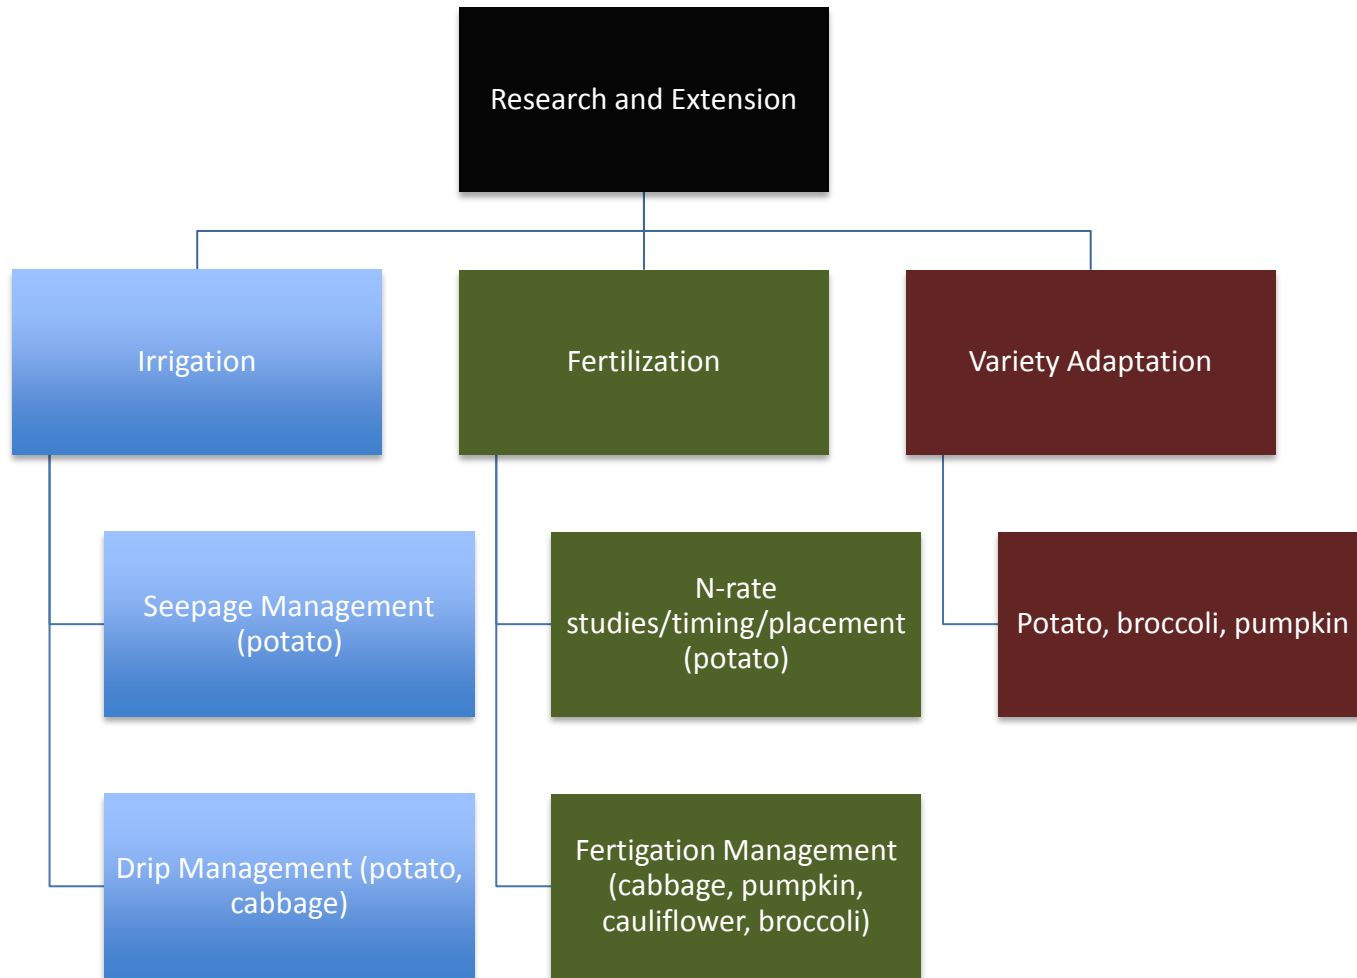 Research and Extension
Irrigation
Fertilization
Variety Adaptation
Seepage Management
(potato)
N-rate
studies/timing/placement
(potato)
Potato, broccoli, pumpkin
Drip Management (potato,
cabbage)
Fertigation Management
(cabbage, pumpkin,
cauliflower, broccoli)